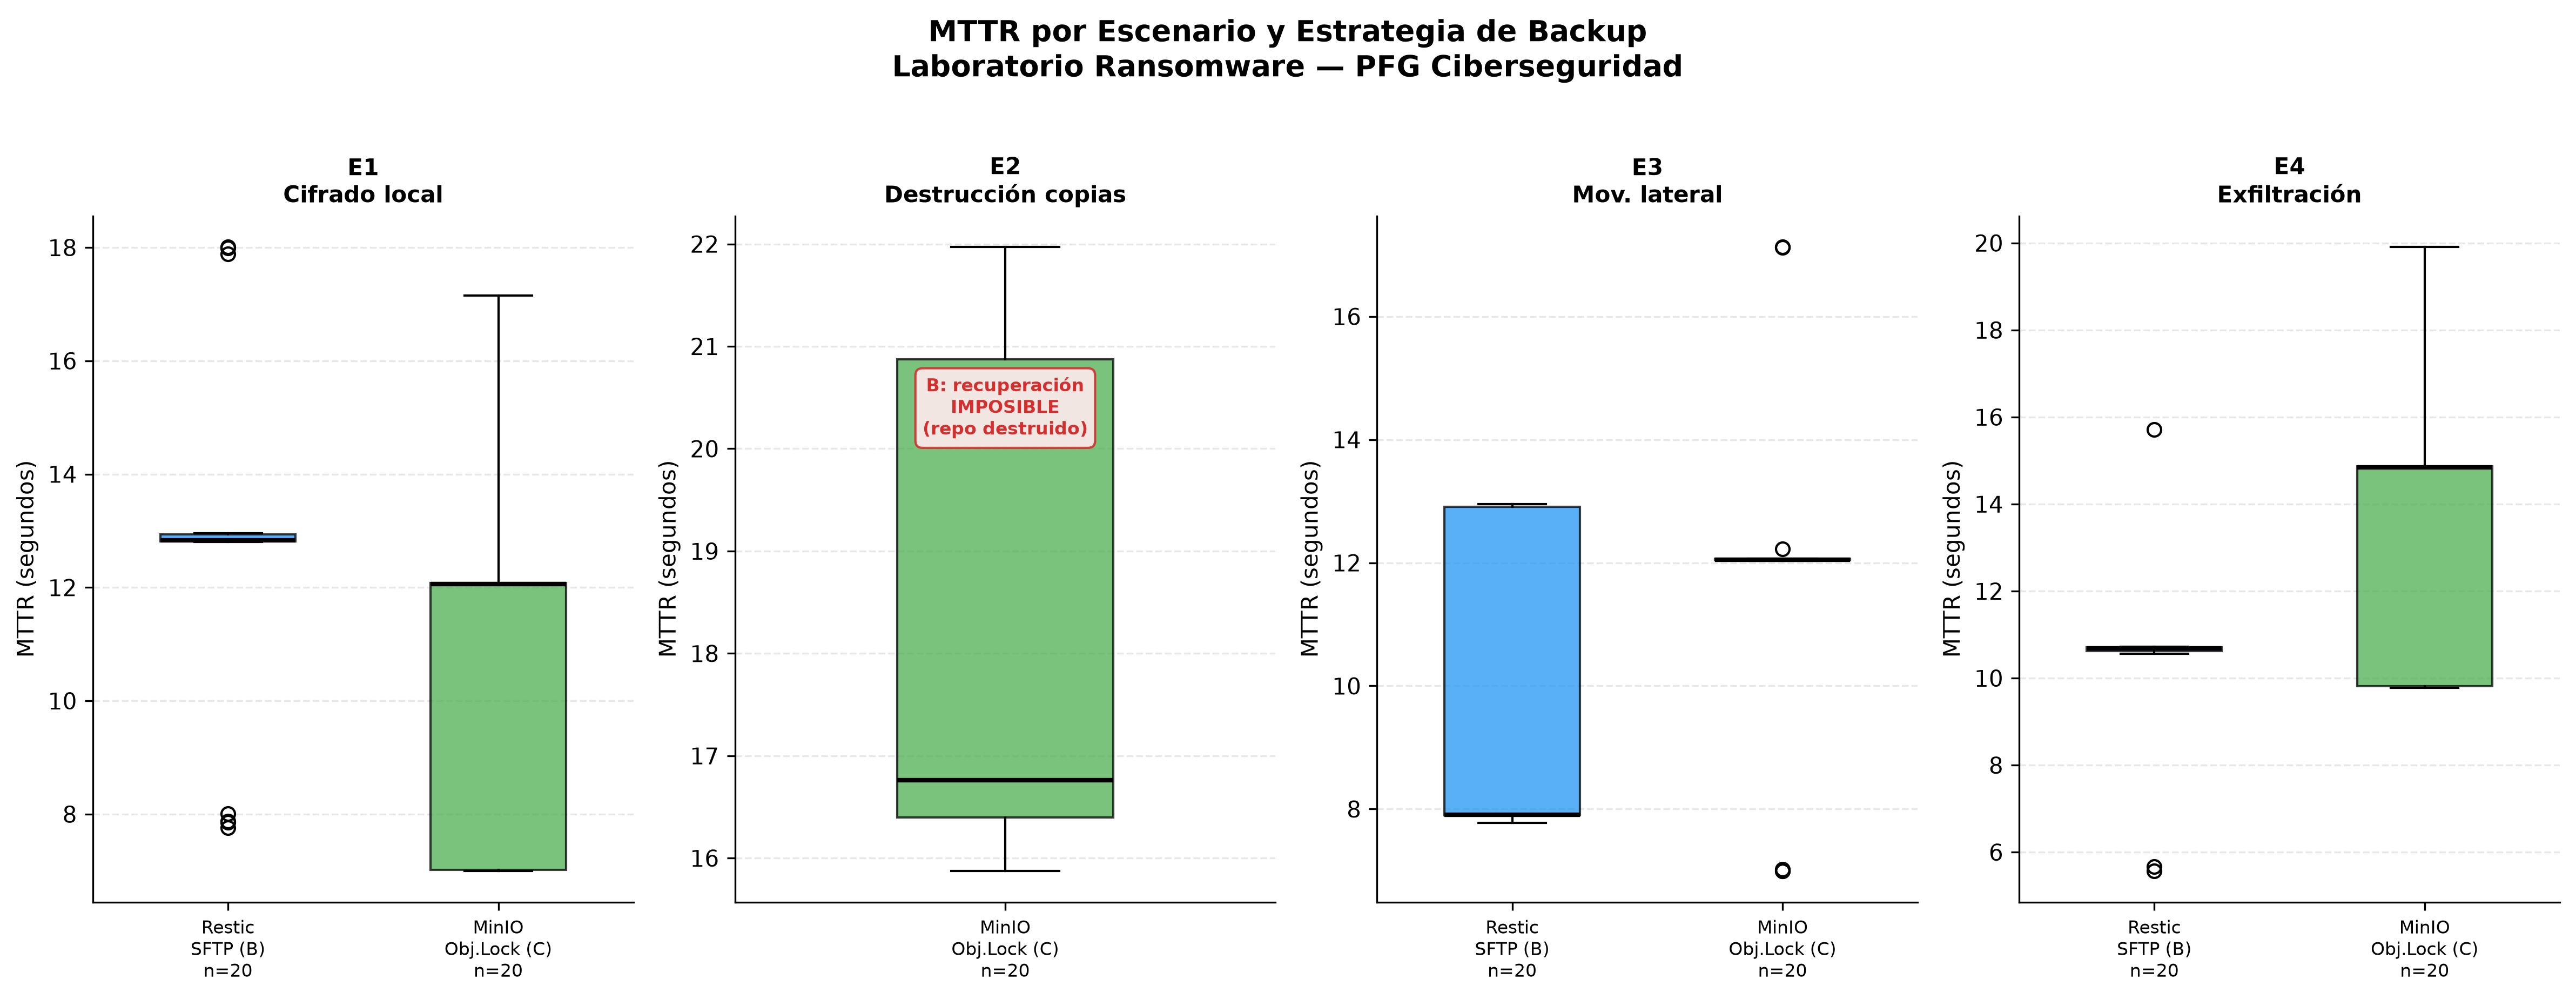 MTTR por Escenario y Estrategia de Backup
Laboratorio Ransomware — PFG Ciberseguridad
E1
Cifrado local
MTTR (segundos)
18
16
14
12
10
8
Restic
SFTP (B)
n=20
MinIO
Obj.Lock (C)
n=20
E2
Destrucción copias
MTTR (segundos)
22
21
20
19
18
17
16
B: recuperación
IMPOSIBLE
(repo destruido)
MinIO
Obj.Lock (C)
n=20
E3
Mov. lateral
MTTR (segundos)
16
14
12
10
8
Restic
SFTP (B)
n=20
MinIO
Obj.Lock (C)
n=20
E4
Exfiltración
MTTR (segundos)
20
18
16
14
12
10
8
6
Restic
SFTP (B)
n=20
MinIO
Obj.Lock (C)
n=20